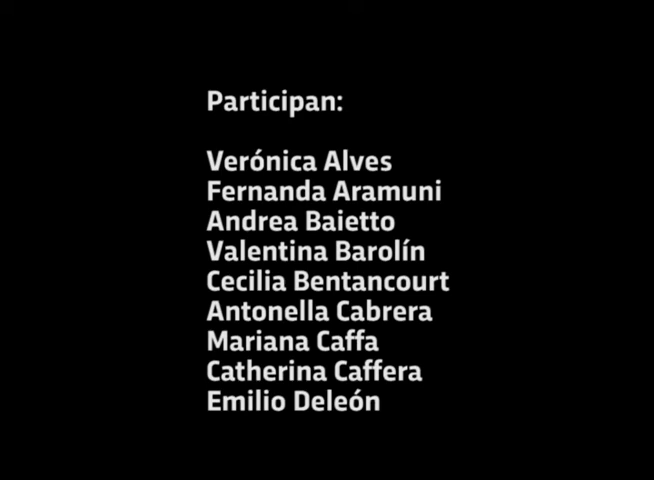 Participan:
Verónica Alves
Fernanda Aramuni
Andrea Baietto
Valentina Barolín
Cecilia Bentancourt
Antonella Cabrera
Mariana Caffa
Catherina Caffera
Emilio Deleón